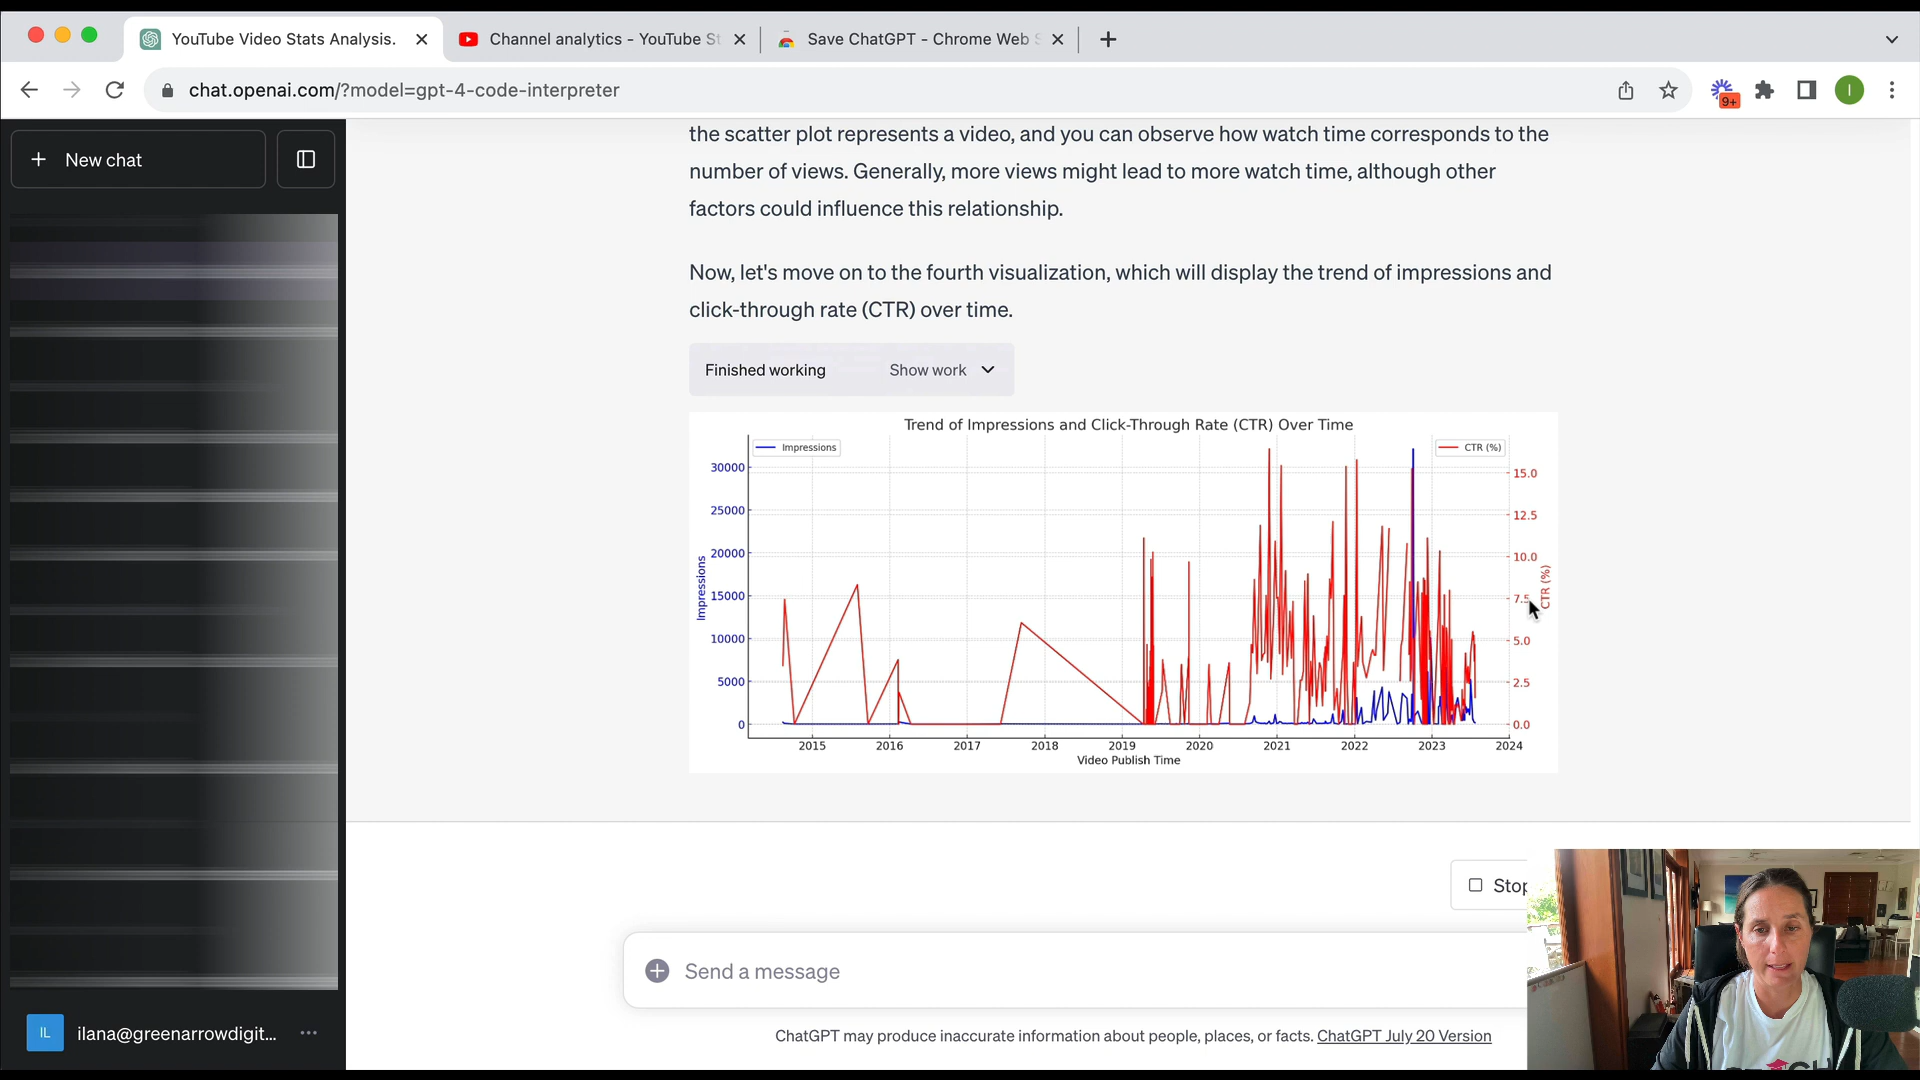 YouTube Video Stats Analysis.
Channel analytics - YouTube St
Save ChatGPT - Chrome Web S
chat.openai.com/?model=gpt-4-code-interpreter
9+
I
New chat
the scatter plot represents a video, and you can observe how watch time corresponds to the
number of views. Generally, more views might lead to more watch time, although other
factors could influence this relationship.
Now, let's move on to the fourth visualization, which will display the trend of impressions and
click-through rate (CTR) over time.
Finished working Show work
Trend of Impressions and Click-Through Rate (CTR) Over Time
Impressions
CTR (%)
30000
25000
20000
15000
10000
5000
0
Impressions
15.0
12.5
10.0
7.5
5.0
2.5
0.0
CTR (%)
2015 2016 2017 2018 2019 2020 2021 2022 2023 2024
Video Publish Time
Stop
Send a message
IL
ilana@greenarrowdigit...
ChatGPT may produce inaccurate information about people, places, or facts. ChatGPT July 20 Version